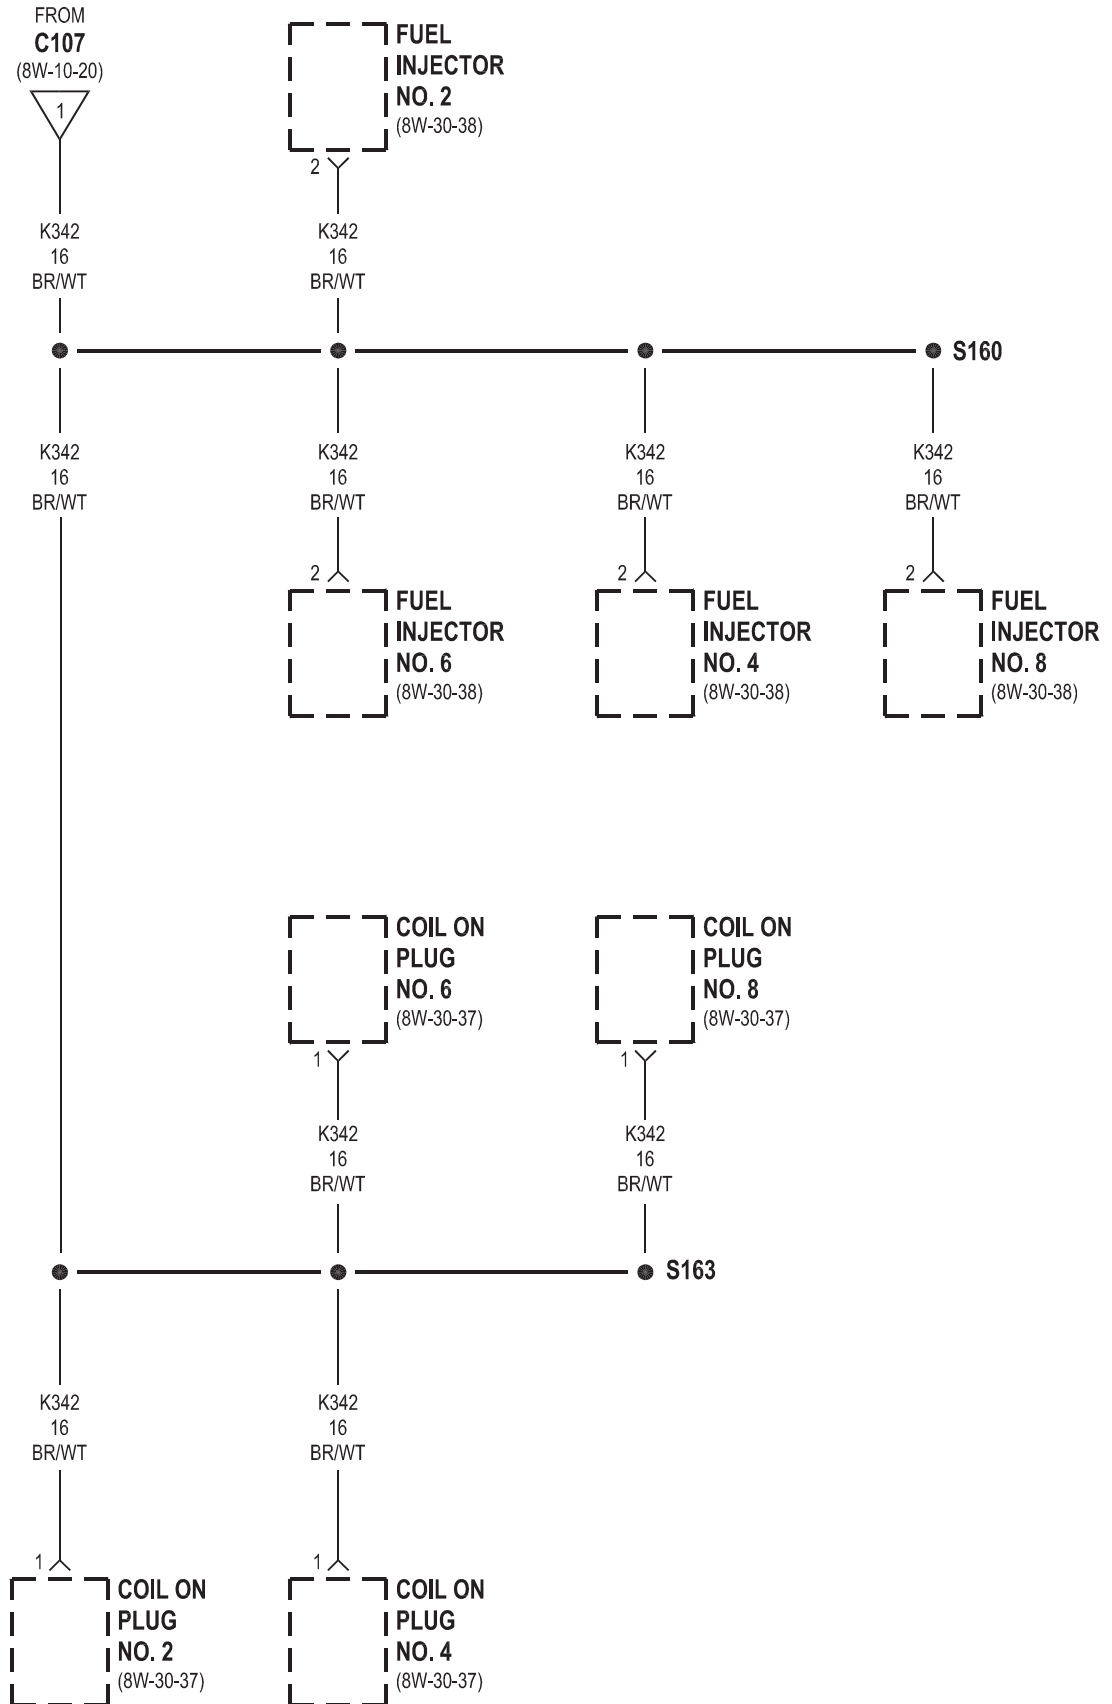 FROM
C107
(8W-10-20)
1
FUEL
INJECTOR
NO. 2
(8W-30-38)
2
K342
16
BR/WT
K342
16
BR/WT
S160
K342
16
BR/WT
K342
16
BR/WT
K342
16
BR/WT
K342
16
BR/WT
2
FUEL
INJECTOR
NO. 6
(8W-30-38)
2
FUEL
INJECTOR
NO. 4
(8W-30-38)
2
FUEL
INJECTOR
NO. 8
(8W-30-38)
COIL ON
PLUG
NO. 6
(8W-30-37)
1
COIL ON
PLUG
NO. 8
(8W-30-37)
1
K342
16
BR/WT
K342
16
BR/WT
S163
K342
16
BR/WT
K342
16
BR/WT
1
COIL ON
PLUG
NO. 2
(8W-30-37)
1
COIL ON
PLUG
NO. 4
(8W-30-37)